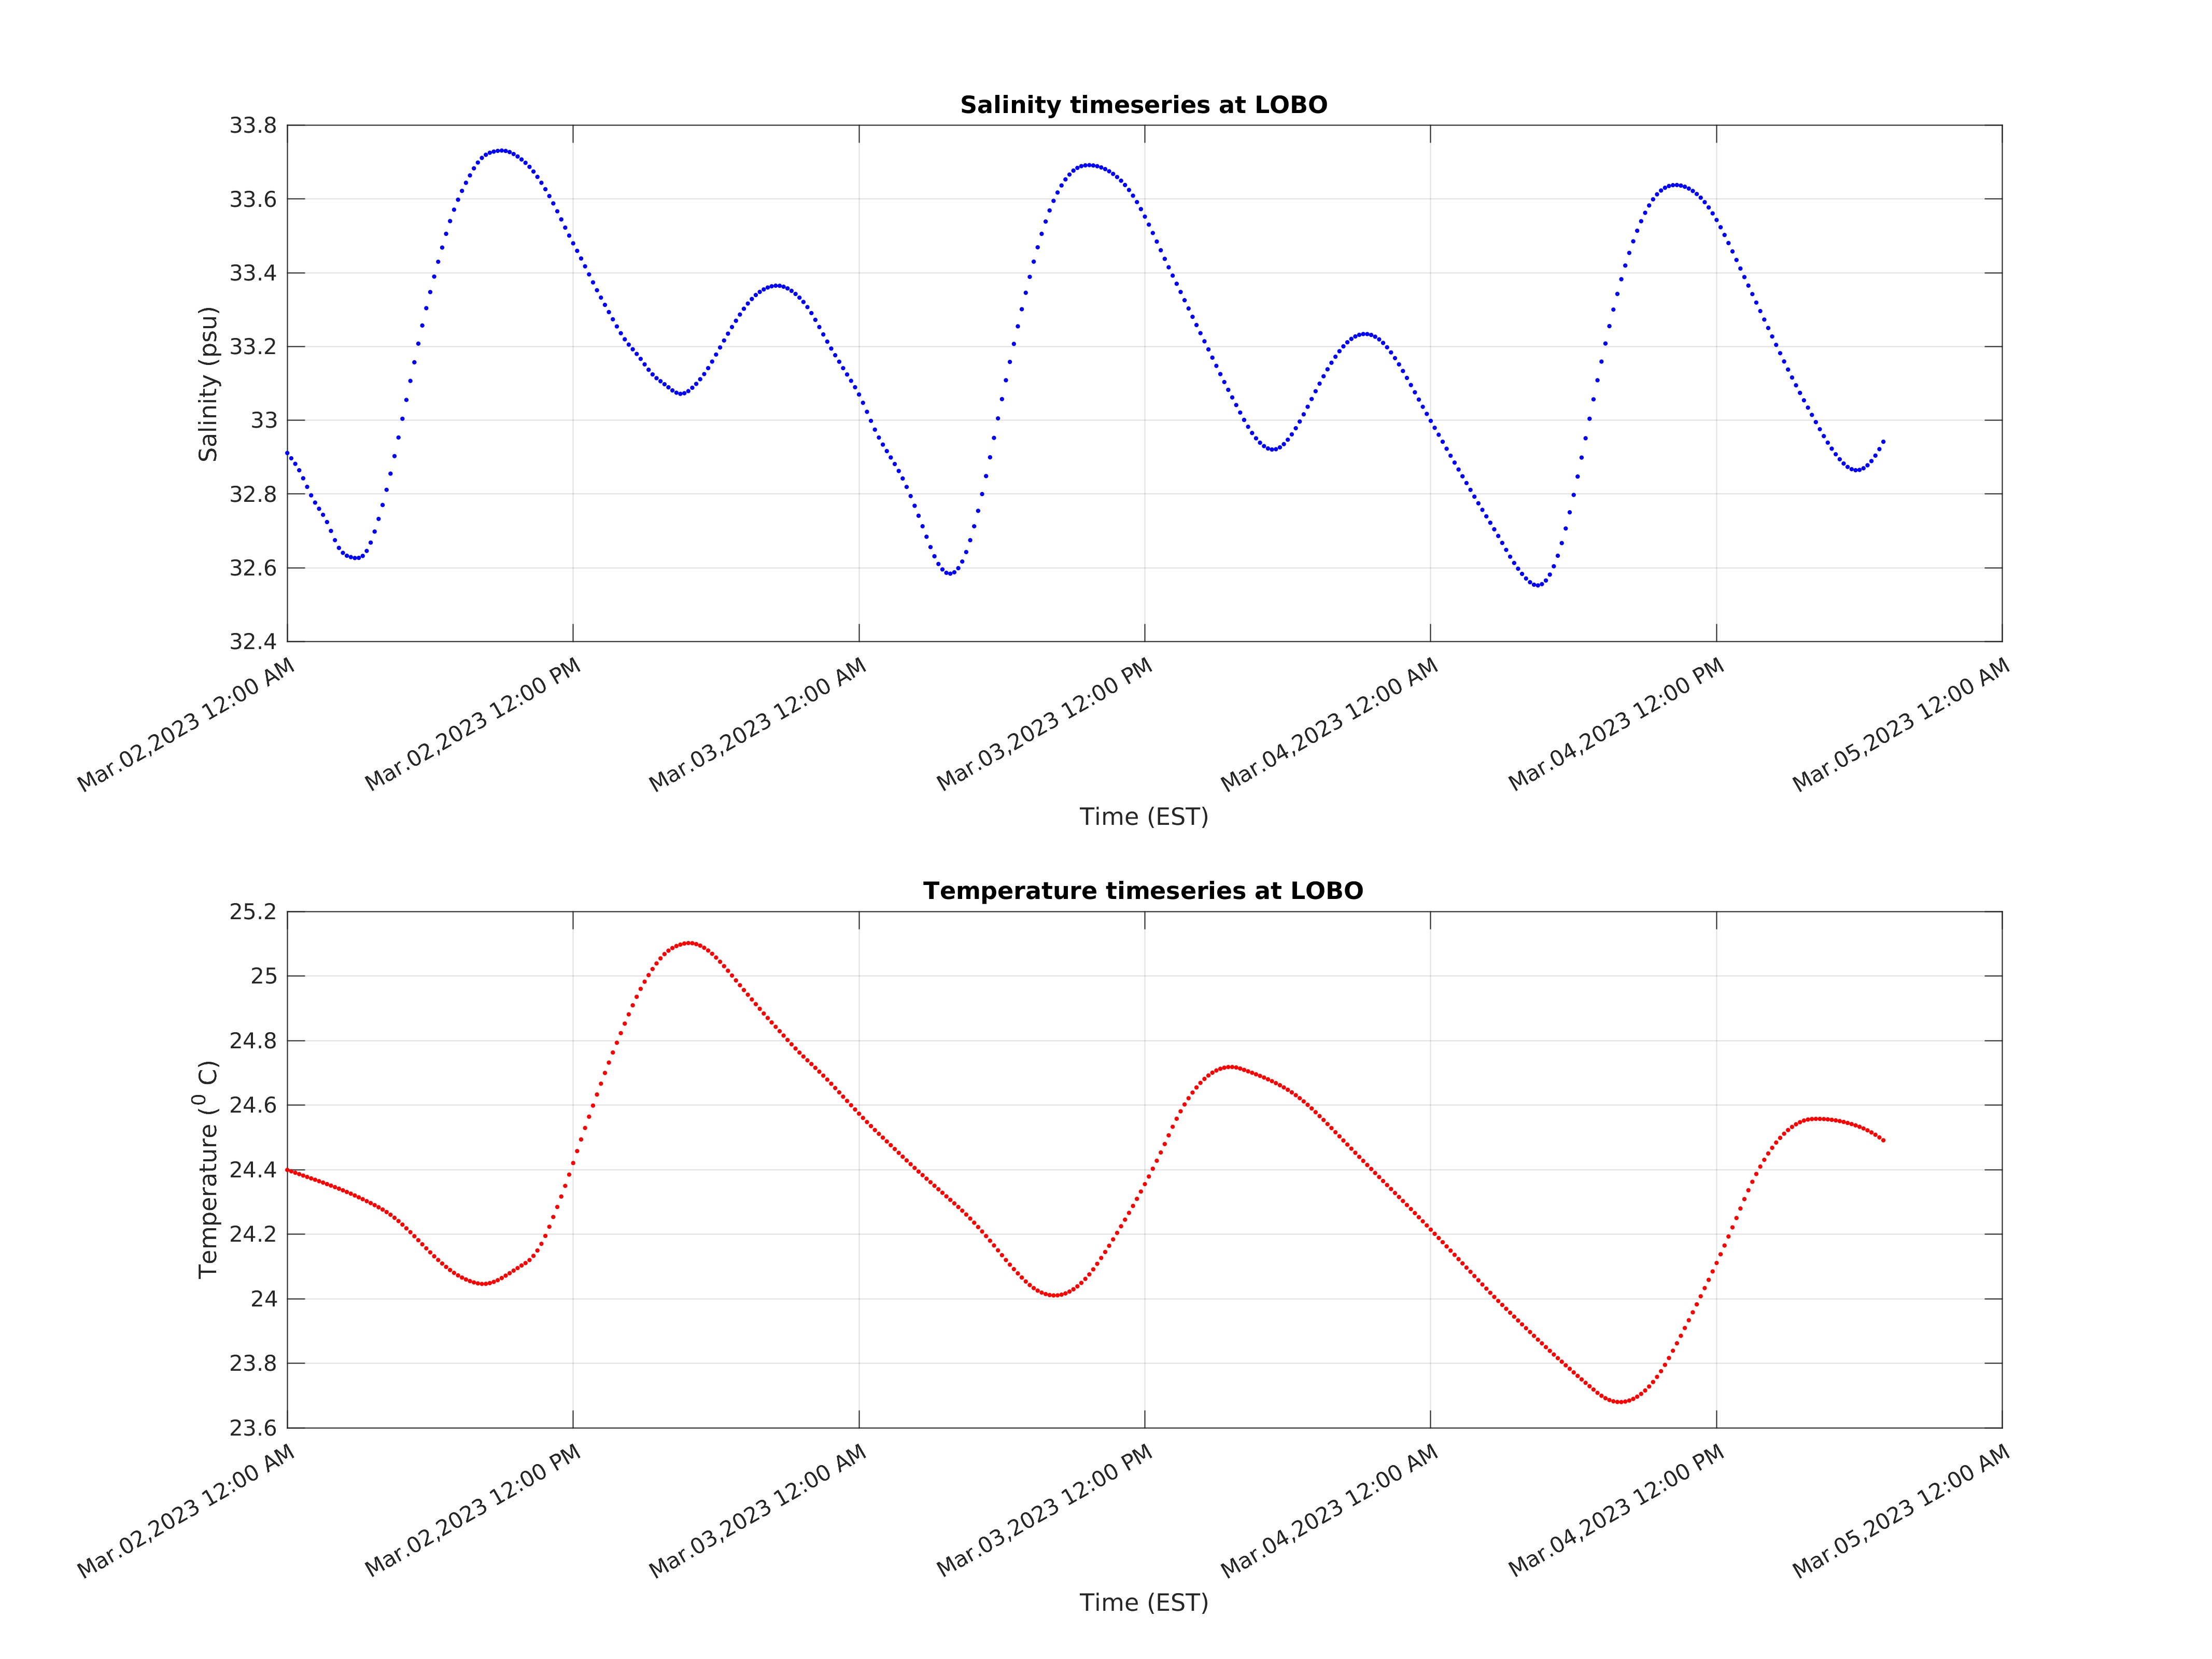 Salinity timeseries at LOBO
33.8
33.6
33.4
33.2
33
32.8
32.6
32.4
Salinity (psu)
Mar.02,2023 12:00 AM
Mar.02,2023 12:00 PM
Mar.03,2023 12:00 AM
Mar.03,2023 12:00 PM
Mar.04,2023 12:00 AM
Mar.04,2023 12:00 PM
Mar.05,2023 12:00 AM
Time (EST)
Temperature timeseries at LOBO
25.2
25
24.8
24.6
24.4
24.2
24
23.8
23.6
Temperature (⁰ C)
Mar.02,2023 12:00 AM
Mar.02,2023 12:00 PM
Mar.03,2023 12:00 AM
Mar.03,2023 12:00 PM
Mar.04,2023 12:00 AM
Mar.04,2023 12:00 PM
Mar.05,2023 12:00 AM
Time (EST)